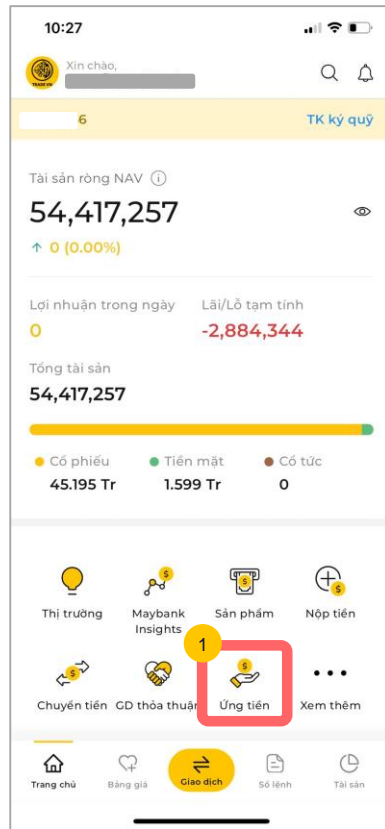 10:27
TRADE VN
Xin chào,
6
TK ký quỹ
Tài sản ròng NAV
54,417,257
0 (0.00%)
Lợi nhuận trong ngày
Lãi/Lỗ tạm tính
0
-2,884,344
Tổng tài sản
54,417,257
Cổ phiếu
Tiền mặt
Cổ tức
45.195 Tr
1.599 Tr
0
Thị trường
Maybank
Insights
Sản phẩm
Nộp tiền
1
Chuyển tiền
GD thỏa thuận
Ứng tiền
Xem thêm
Trang chủ
Bảng giá
Giao dịch
Sổ lệnh
Tài sản